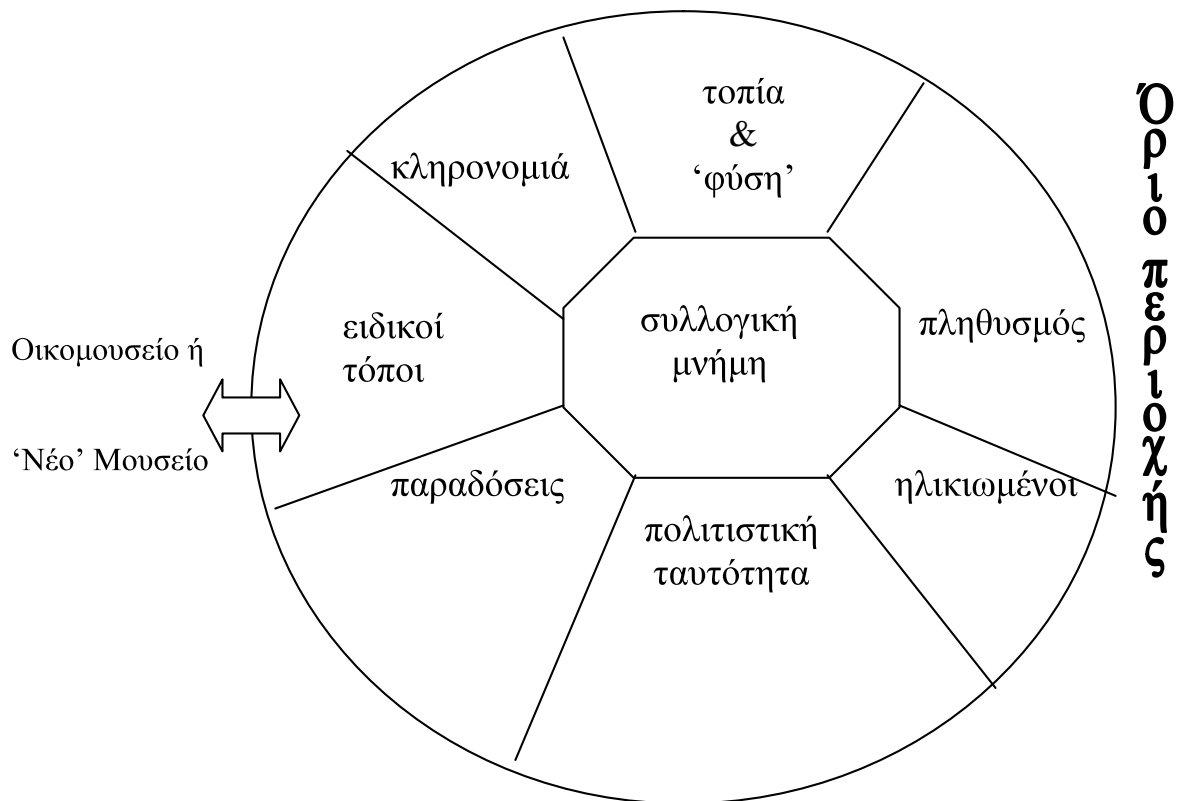 τοπία
&
‘φύση’
κληρονομιά
ειδικοί
τόποι
συλλογική
μνήμη
πληθυσμός
Οικομουσείο ή
‘Νέο’ Μουσείο
παραδόσεις
πολιτιστική
ταυτότητα
ηλικιωμένοι
Όριο περιοχής